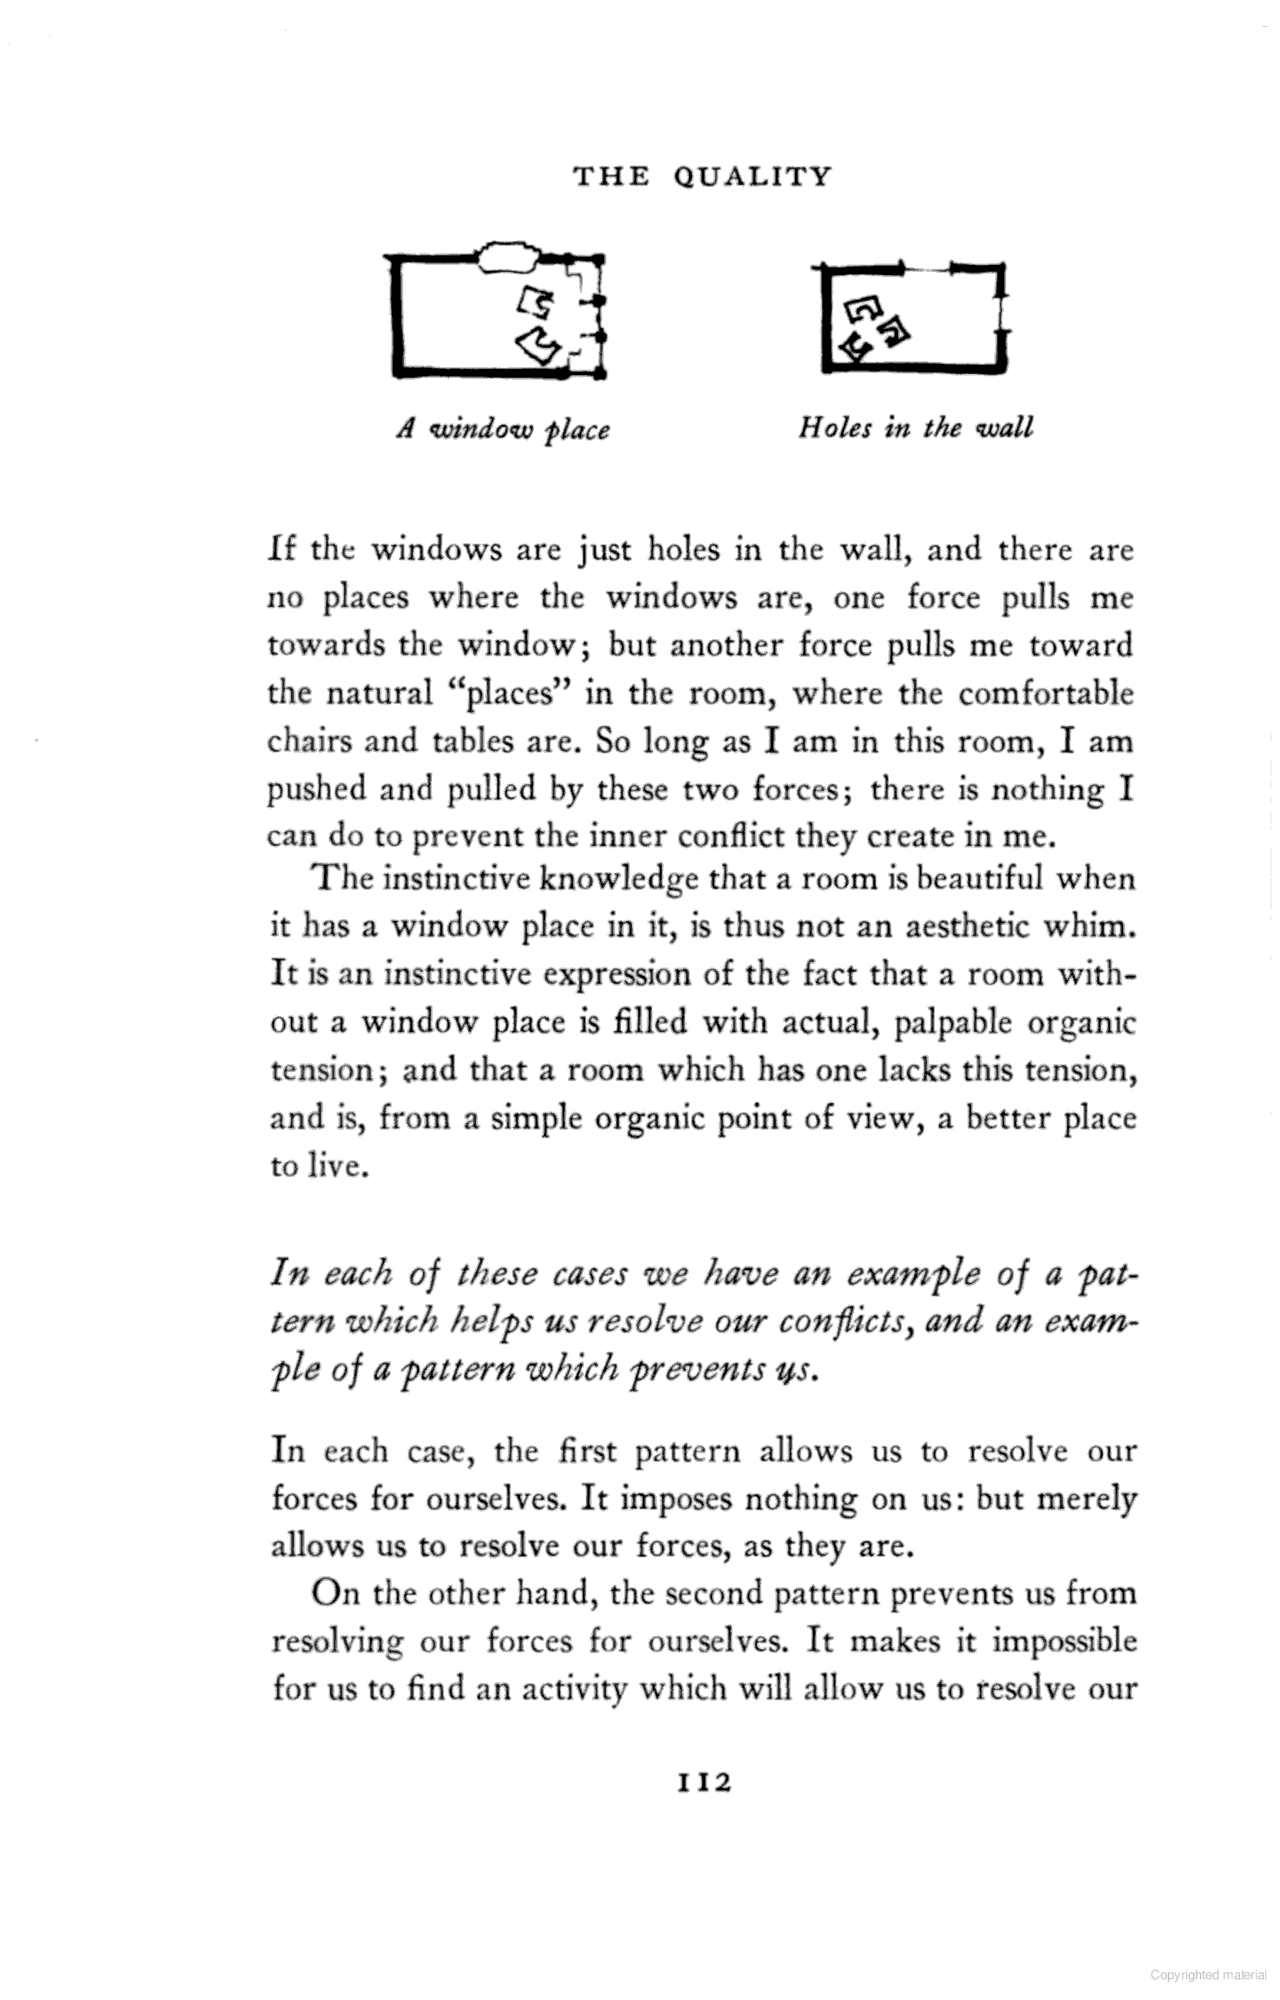 THE QUALITY
A window place
Holes in the wall
If the windows are just holes in the wall, and there are
no places where the windows are, one force pulls me
towards the window; but another force pulls me toward
the natural “places” in the room, where the comfortable
chairs and tables are. So long as I am in this room, I am
pushed and pulled by these two forces; there is nothing I
can do to prevent the inner conflict they create in me.
The instinctive knowledge that a room is beautiful when
it has a window place in it, is thus not an aesthetic whim.
It is an instinctive expression of the fact that a room with-
out a window place is filled with actual, palpable organic
tension; and that a room which has one lacks this tension,
and is, from a simple organic point of view, a better place
to live.
In each of these cases we have an example of a pat-
tern which helps us resolve our conflicts, and an exam-
ple of a pattern which prevents us.
In each case, the first pattern allows us to resolve our
forces for ourselves. It imposes nothing on us: but merely
allows us to resolve our forces, as they are.
On the other hand, the second pattern prevents us from
resolving our forces for ourselves. It makes it impossible
for us to find an activity which will allow us to resolve our
112
Copyrighted material